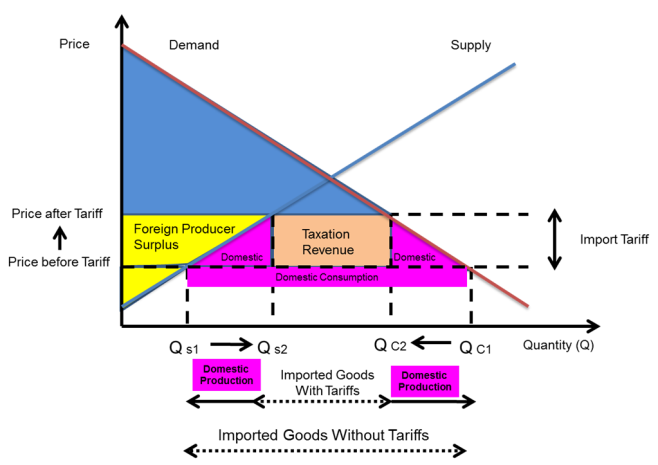 Price
Demand
Supply
Price after Tariff
Foreign Producer
Surplus
Taxation
Revenue
Import Tariff
Price before Tariff
Domestic
Domestic
Domestic Consumption
Q s1
Q s2
Q C2
Q C1
Quantity (Q)
Domestic
Production
Imported Goods
With Tariffs
Domestic
Production
Imported Goods Without Tariffs